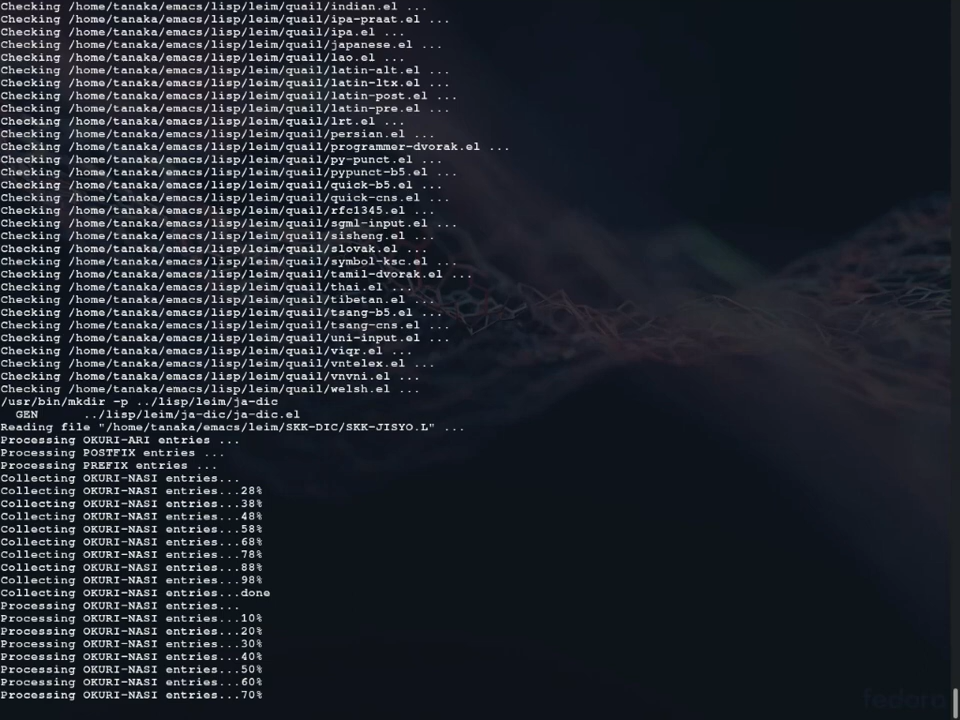 Checking /home/tanaka/emacs/lisp/leim/quail/indian.el ...
Checking /home/tanaka/emacs/lisp/leim/quail/ipa-praat.el ...
Checking /home/tanaka/emacs/lisp/leim/quail/ipa.el ...
Checking /home/tanaka/emacs/lisp/leim/quail/japanese.el ...
Checking /home/tanaka/emacs/lisp/leim/quail/lao.el ...
Checking /home/tanaka/emacs/lisp/leim/quail/latin-alt.el ...
Checking /home/tanaka/emacs/lisp/leim/quail/latin-ltx.el ...
Checking /home/tanaka/emacs/lisp/leim/quail/latin-post.el ...
Checking /home/tanaka/emacs/lisp/leim/quail/latin-pre.el ...
Checking /home/tanaka/emacs/lisp/leim/quail/lrt.el ...
Checking /home/tanaka/emacs/lisp/leim/quail/persian.el ...
Checking /home/tanaka/emacs/lisp/leim/quail/programmer-dvorak.el ...
Checking /home/tanaka/emacs/lisp/leim/quail/py-punct.el ...
Checking /home/tanaka/emacs/lisp/leim/quail/pypunct-b5.el ...
Checking /home/tanaka/emacs/lisp/leim/quail/quick-b5.el ...
Checking /home/tanaka/emacs/lisp/leim/quail/quick-cns.el ...
Checking /home/tanaka/emacs/lisp/leim/quail/rfc1345.el ...
Checking /home/tanaka/emacs/lisp/leim/quail/sgml-input.el ...
Checking /home/tanaka/emacs/lisp/leim/quail/sisheng.el ...
Checking /home/tanaka/emacs/lisp/leim/quail/slovak.el ...
Checking /home/tanaka/emacs/lisp/leim/quail/symbol-ksc.el ...
Checking /home/tanaka/emacs/lisp/leim/quail/tamil-dvorak.el ...
Checking /home/tanaka/emacs/lisp/leim/quail/thai.el ...
Checking /home/tanaka/emacs/lisp/leim/quail/tibetan.el ...
Checking /home/tanaka/emacs/lisp/leim/quail/tsang-b5.el ...
Checking /home/tanaka/emacs/lisp/leim/quail/tsang-cns.el ...
Checking /home/tanaka/emacs/lisp/leim/quail/uni-input.el ...
Checking /home/tanaka/emacs/lisp/leim/quail/viqr.el ...
Checking /home/tanaka/emacs/lisp/leim/quail/vntelex.el ...
Checking /home/tanaka/emacs/lisp/leim/quail/vnvni.el ...
Checking /home/tanaka/emacs/lisp/leim/quail/welsh.el ...
/usr/bin/mkdir -p ../lisp/leim/ja-dic
  GEN      ../lisp/leim/ja-dic/ja-dic.el
Reading file "/home/tanaka/emacs/leim/SKK-DIC/SKK-JISYO.L" ...
Processing OKURI-ARI entries ...
Processing POSTFIX entries ...
Processing PREFIX entries ...
Collecting OKURI-NASI entries...
Collecting OKURI-NASI entries...28%
Collecting OKURI-NASI entries...38%
Collecting OKURI-NASI entries...48%
Collecting OKURI-NASI entries...58%
Collecting OKURI-NASI entries...68%
Collecting OKURI-NASI entries...78%
Collecting OKURI-NASI entries...88%
Collecting OKURI-NASI entries...98%
Collecting OKURI-NASI entries...done
Processing OKURI-NASI entries...
Processing OKURI-NASI entries...10%
Processing OKURI-NASI entries...20%
Processing OKURI-NASI entries...30%
Processing OKURI-NASI entries...40%
Processing OKURI-NASI entries...50%
Processing OKURI-NASI entries...60%
Processing OKURI-NASI entries...70%
fedora